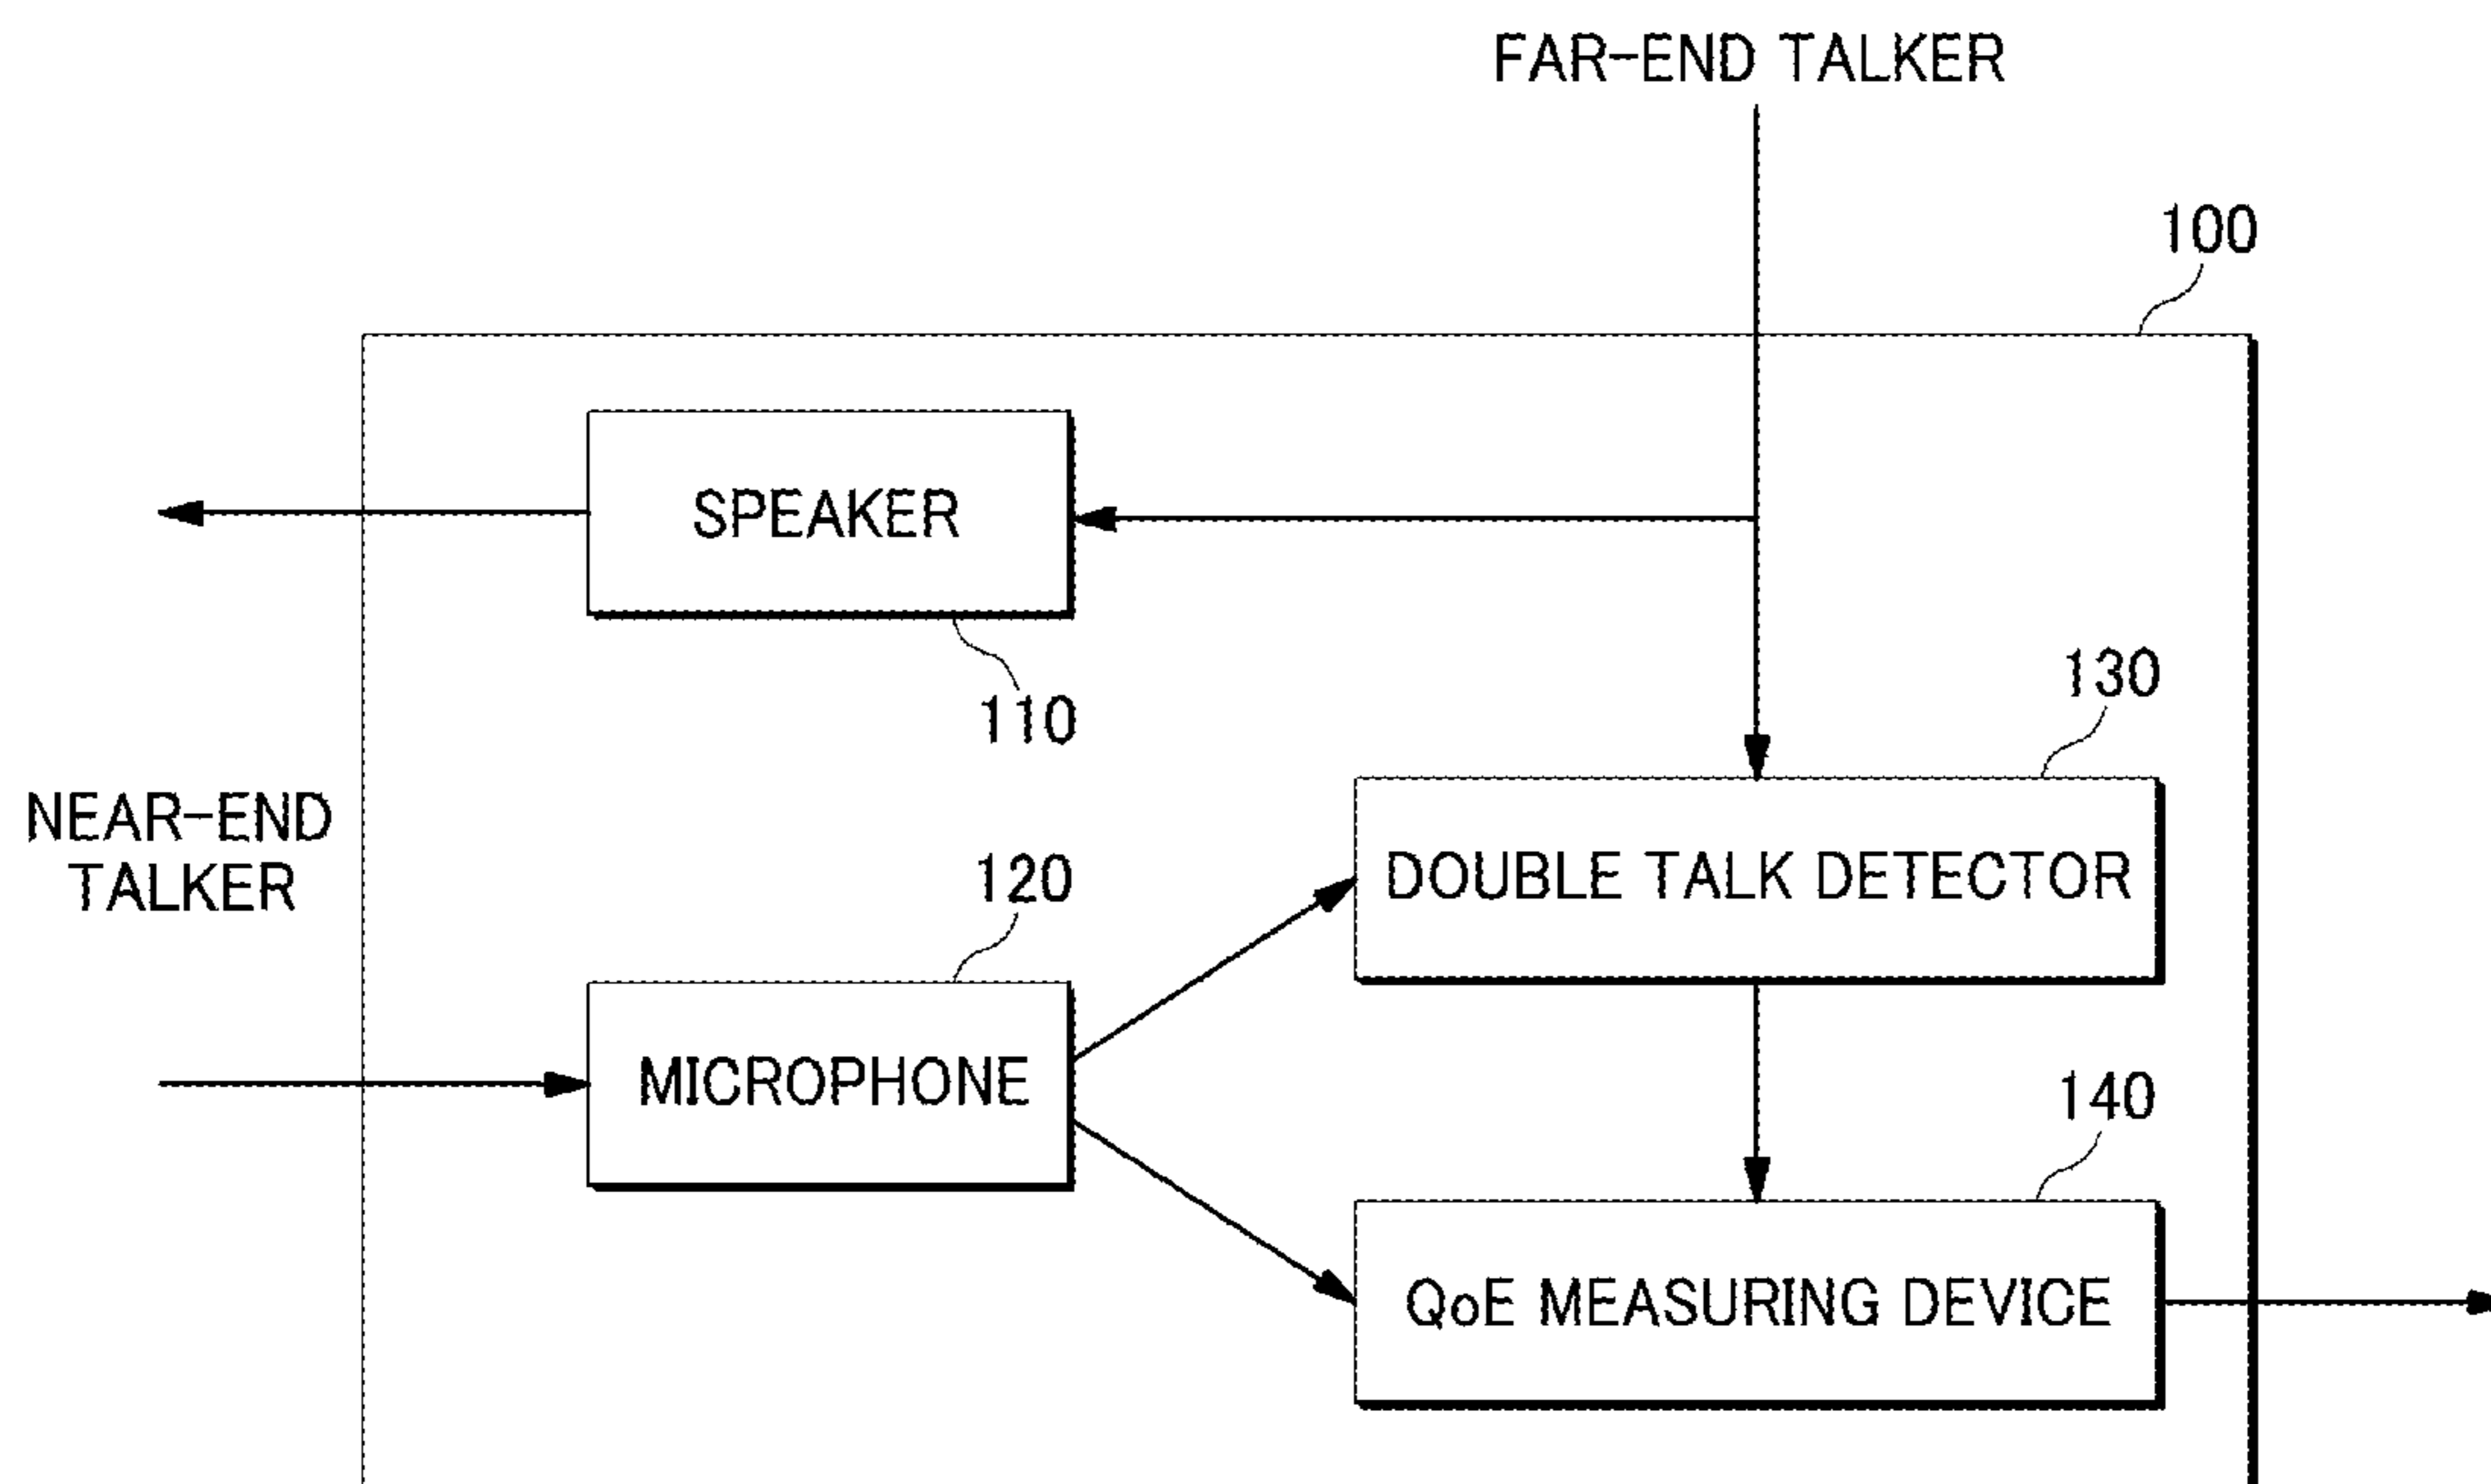 FAR-END TALKER
100
SPEAKER
110
130
NEAR-END
TALKER
DOUBLE TALK DETECTOR
120
MICROPHONE
140
QoE MEASURING DEVICE